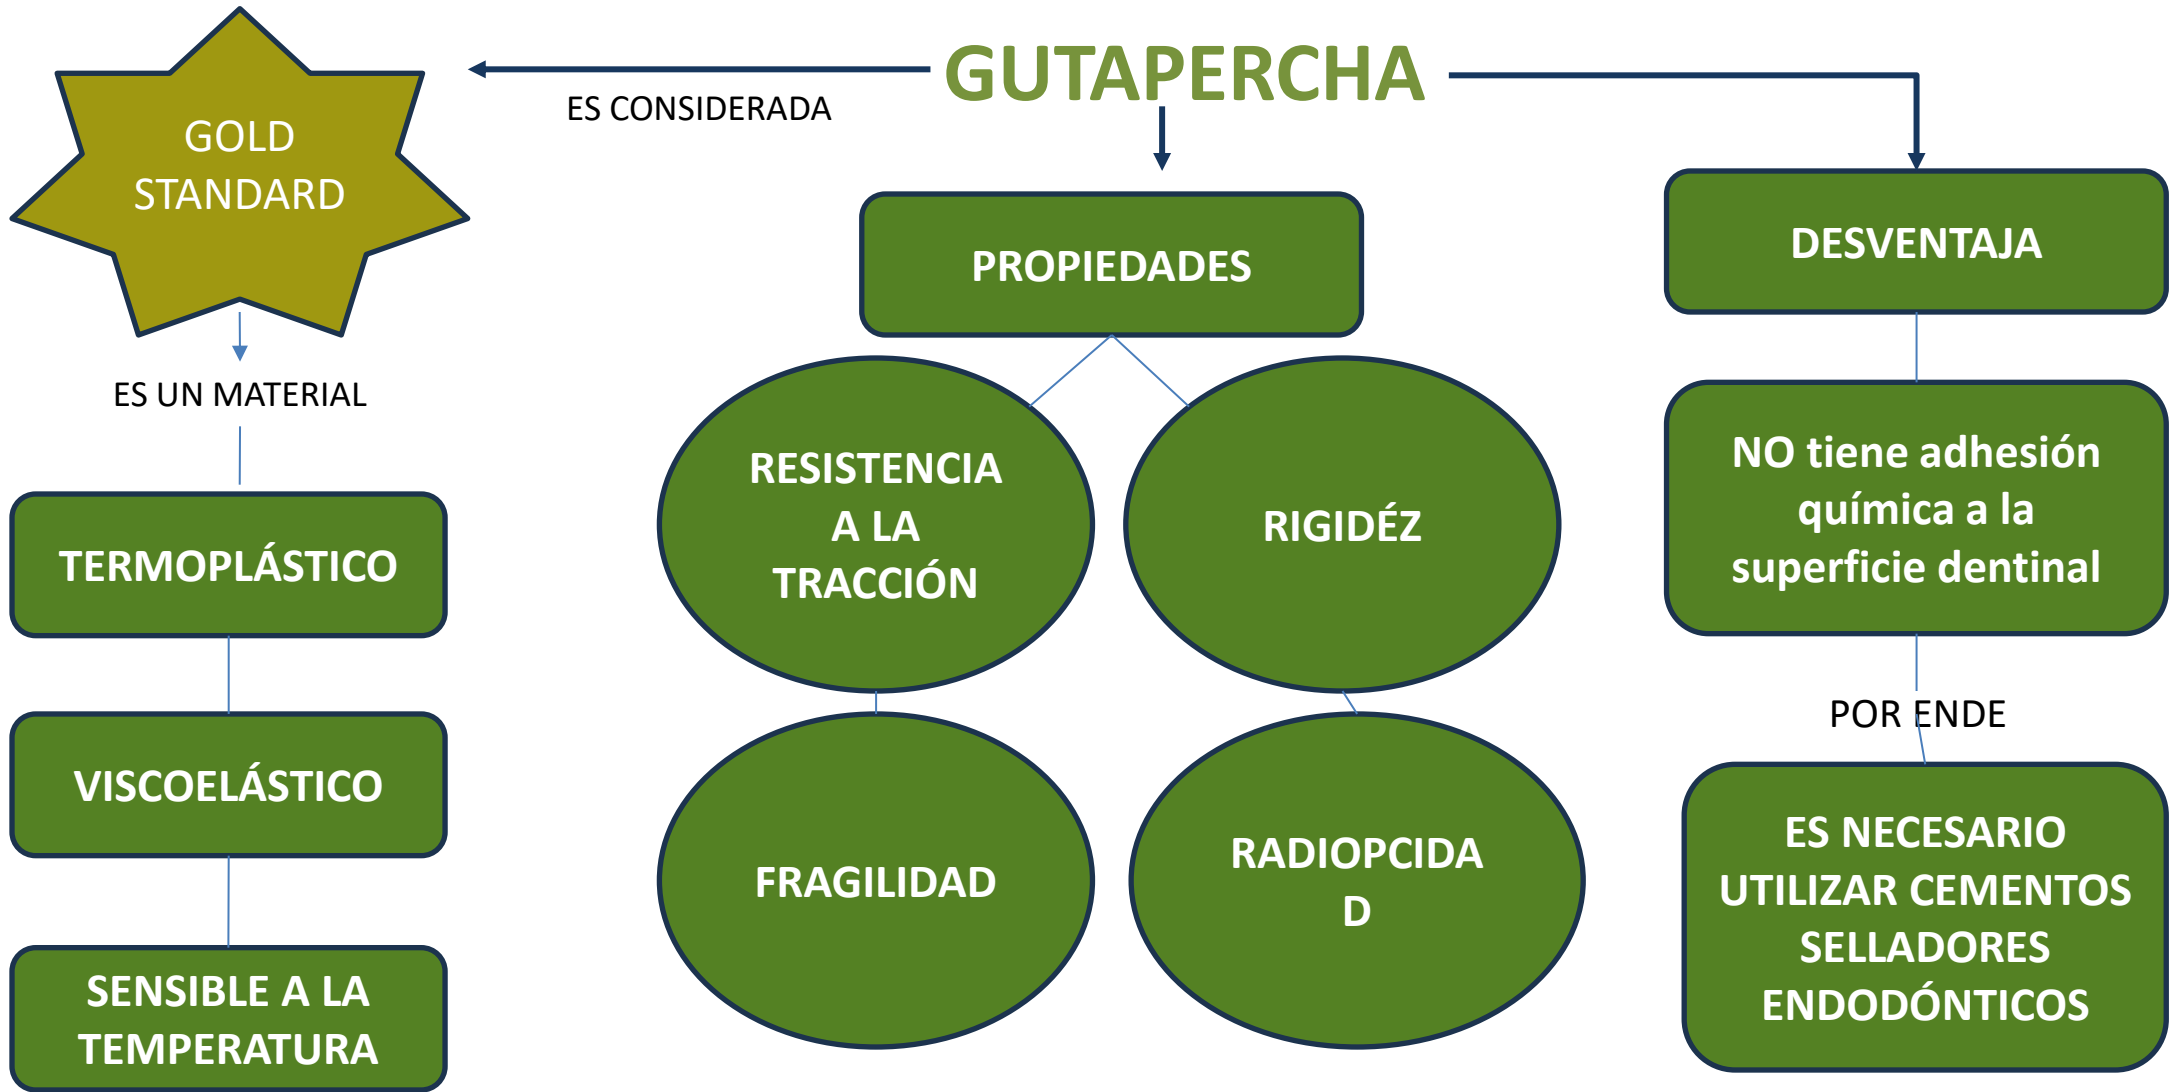 GUTAPERCHA
ES CONSIDERADA
GOLD
STANDARD
ES UN MATERIAL
TERMOPLÁSTICO
VISCOELÁSTICO
SENSIBLE A LA
TEMPERATURA
PROPIEDADES
RESISTENCIA
A LA
TRACCIÓN
RIGIDÉZ
FRAGILIDAD
RADIOPCIDA
D
DESVENTAJA
NO tiene adhesión
química a la
superficie dentinal
POR ENDE
ES NECESARIO
UTILIZAR CEMENTOS
SELLADORES
ENDODÓNTICOS